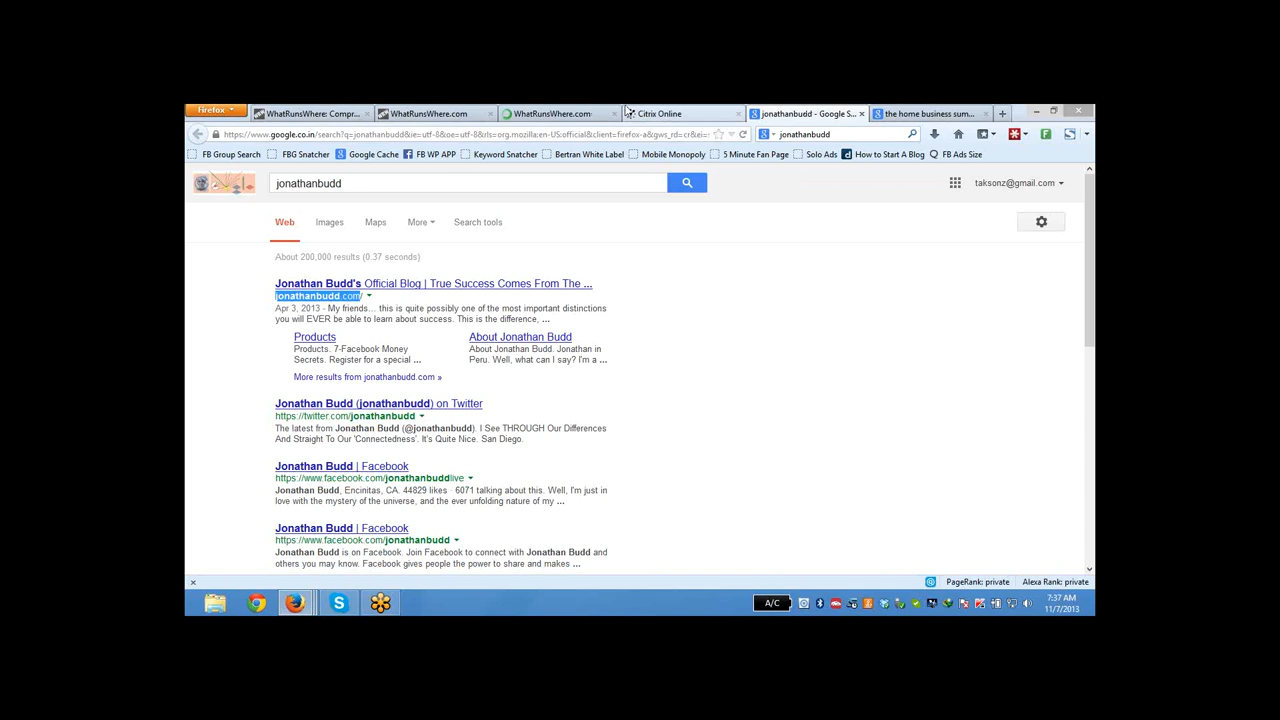 Firefox
WhatRunsWhere: Compr...
WhatRunsWhere.com
WhatRunsWhere.com
Citrix Online
jonathanbudd - Google S...
the home business sum...
https://www.google.co.in/search?q=jonathanbudd&ie=utf-8&oe=utf-8&rls=org.mozilla:en-US:official&client=firefox-a&gws_rd=cr&ei=
jonathanbudd
FB Group Search
FBG Snatcher
Google Cache
FB WP APP
Keyword Snatcher
Bertran White Label
Mobile Monopoly
5 Minute Fan Page
Solo Ads
How to Start A Blog
FB Ads Size
jonathanbudd
taksonz@gmail.com
Web
Images
Maps
More
Search tools
About 200,000 results (0.37 seconds)
Jonathan Budd's Official Blog | True Success Comes From The ...
jonathanbudd.com/
Apr 3, 2013 - My friends... this is quite possibly one of the most important distinctions
you will EVER be able to learn about success. This is the difference, ...
Products
About Jonathan Budd
Products. 7-Facebook Money
About Jonathan Budd. Jonathan in
Secrets. Register for a special ...
Peru. Well, what can I say? I'm a ...
More results from jonathanbudd.com »
Jonathan Budd (jonathanbudd) on Twitter
https://twitter.com/jonathanbudd
The latest from Jonathan Budd (@jonathanbudd). I See THROUGH Our Differences
And Straight To Our 'Connectedness'. It's Quite Nice. San Diego.
Jonathan Budd | Facebook
https://www.facebook.com/jonathanbuddlive
Jonathan Budd, Encinitas, CA. 44829 likes · 6071 talking about this. Well, I'm just in
love with the mystery of the universe, and the ever unfolding nature of my ...
Jonathan Budd | Facebook
https://www.facebook.com/jonathanbudd
Jonathan Budd is on Facebook. Join Facebook to connect with Jonathan Budd and
others you may know. Facebook gives people the power to share and makes ...
PageRank: private
Alexa Rank: private
A/C
7:37 AM
11/7/2013